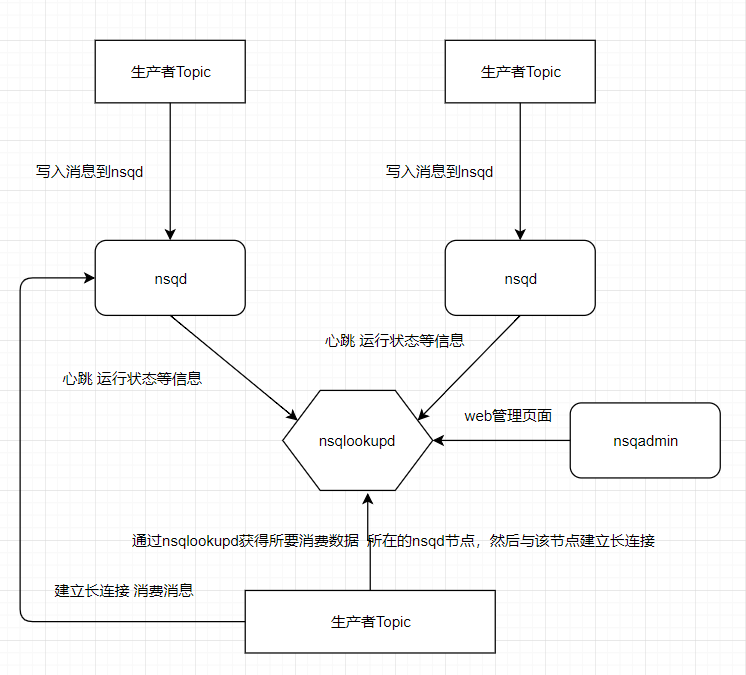 生产者Topic
生产者Topic
写入消息到nsqd
写入消息到nsqd
nsqd
nsqd
心跳 运行状态等信息
心跳 运行状态等信息
web管理页面
nsqlookupd
nsqadmin
通过nsqlookupd获得所要消费数据 所在的nsqd节点，然后与该节点建立长连接
建立长连接 消费消息
生产者Topic